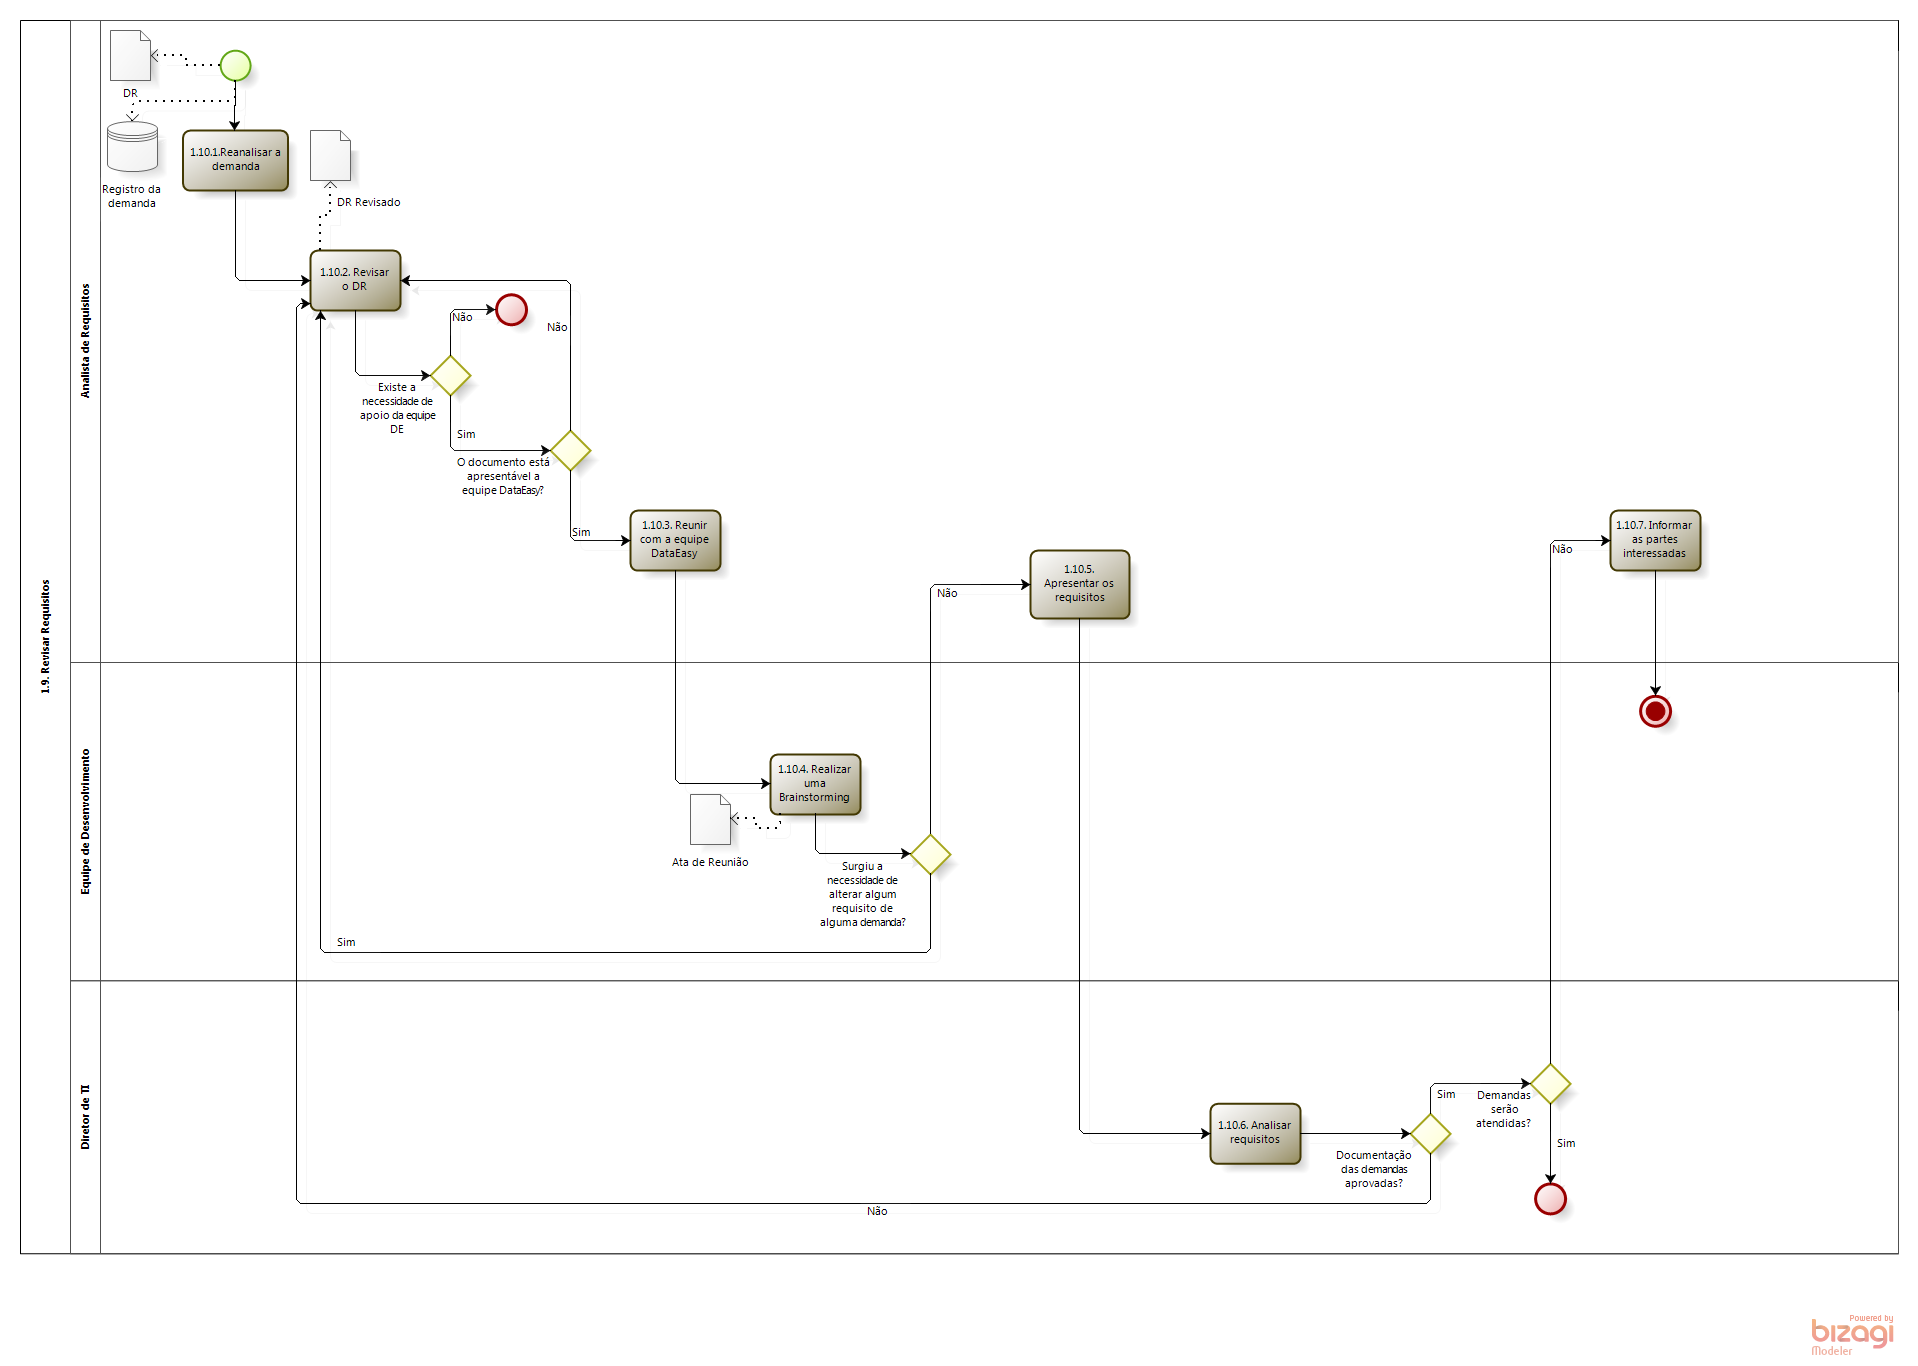 1.9. Revisar Requisitos
Analista de Requisitos
DR
Registro da
demanda
1.10.1.Reanalisar a
demanda
DR Revisado
1.10.2. Revisar
o DR
Não
Existe a
necessidade de
apoio da equipe
DE
Sim
Não
O documento está
apresentável a
equipe DataEasy?
Sim
1.10.3. Reunir
com a equipe
DataEasy
Não
1.10.5.
Apresentar os
requisitos
Não
1.10.7. Informar
as partes
interessadas
Equipe de Desenvolvimento
1.10.4. Realizar
uma
Brainstorming
Ata de Reunião
Surgiu a
necessidade de
alterar algum
requisito de
alguma demanda?
Sim
Diretor de TI
1.10.6. Analisar
requisitos
Documentação
das demandas
aprovadas?
Sim
Demandas
serão
atendidas?
Sim
Não
Powered by
bizagi
Modeler